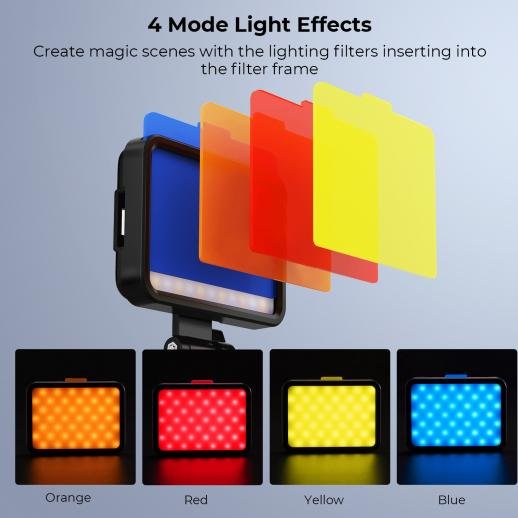 4 Mode Light Effects
Create magic scenes with the lighting filters inserting into
the filter frame
Orange
Red
Yellow
Blue